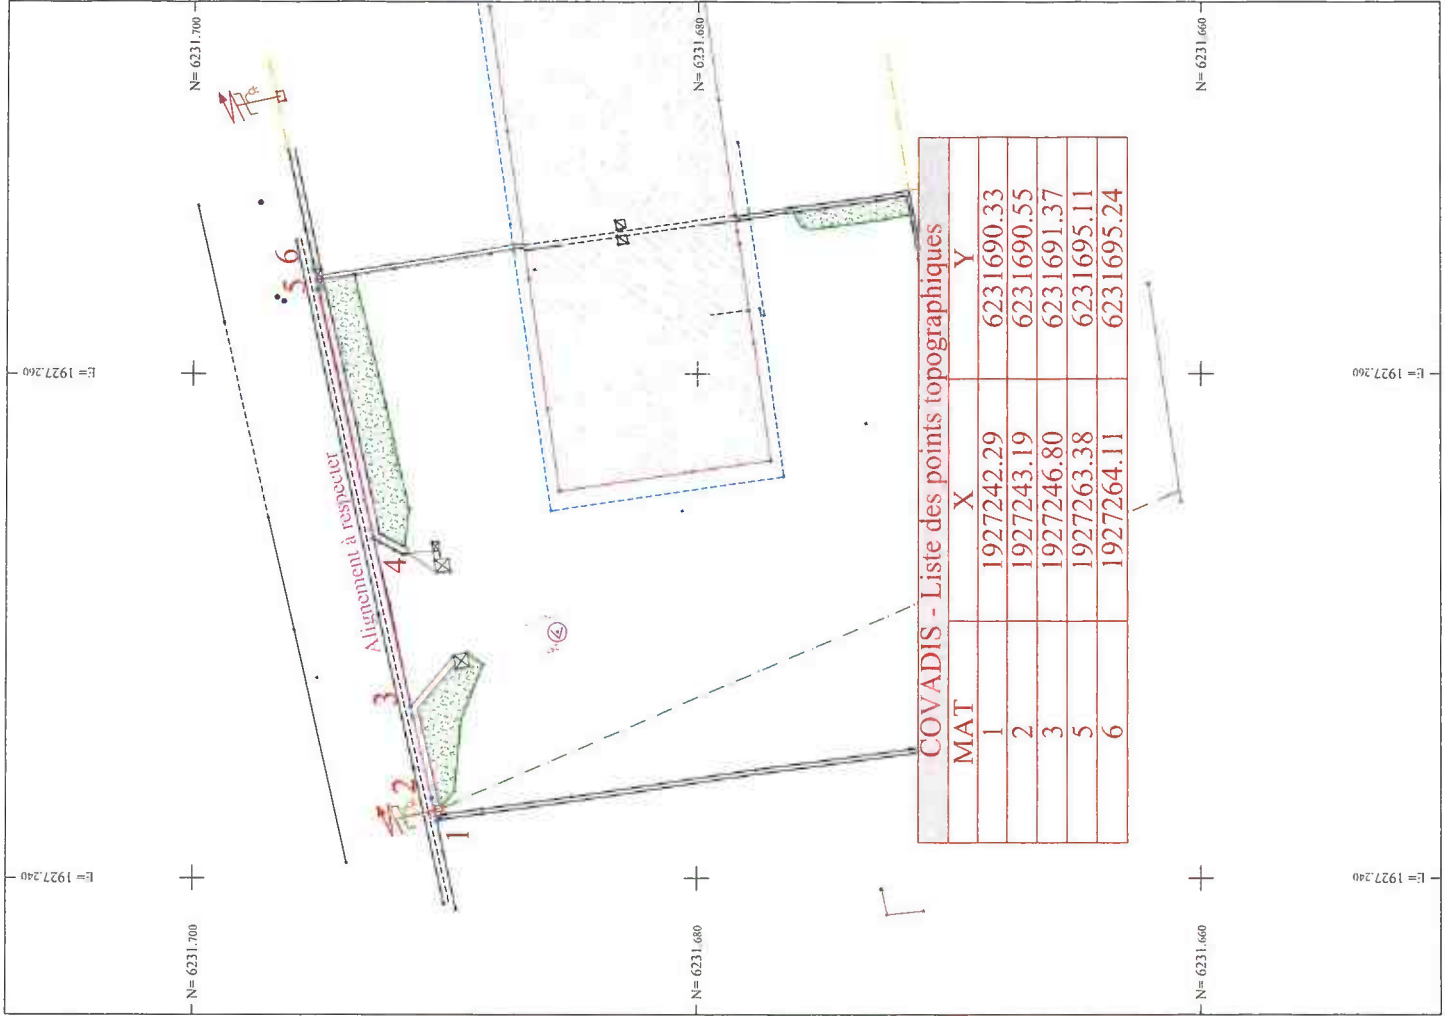 E= 1927.240
E= 1927.260
N= 6231.700
N= 6231.700
N= 6231.680
N= 6231.680
N= 6231.660
N= 6231.660
E= 1927.240
E= 1927.260
Alignement à respecter
1
2
3
4
5
6
COVADIS - Liste des points topographiques
MAT X Y
1 1927242.29 6231690.33
2 1927243.19 6231690.55
3 1927246.80 6231691.37
5 1927263.38 6231695.11
6 1927264.11 6231695.24